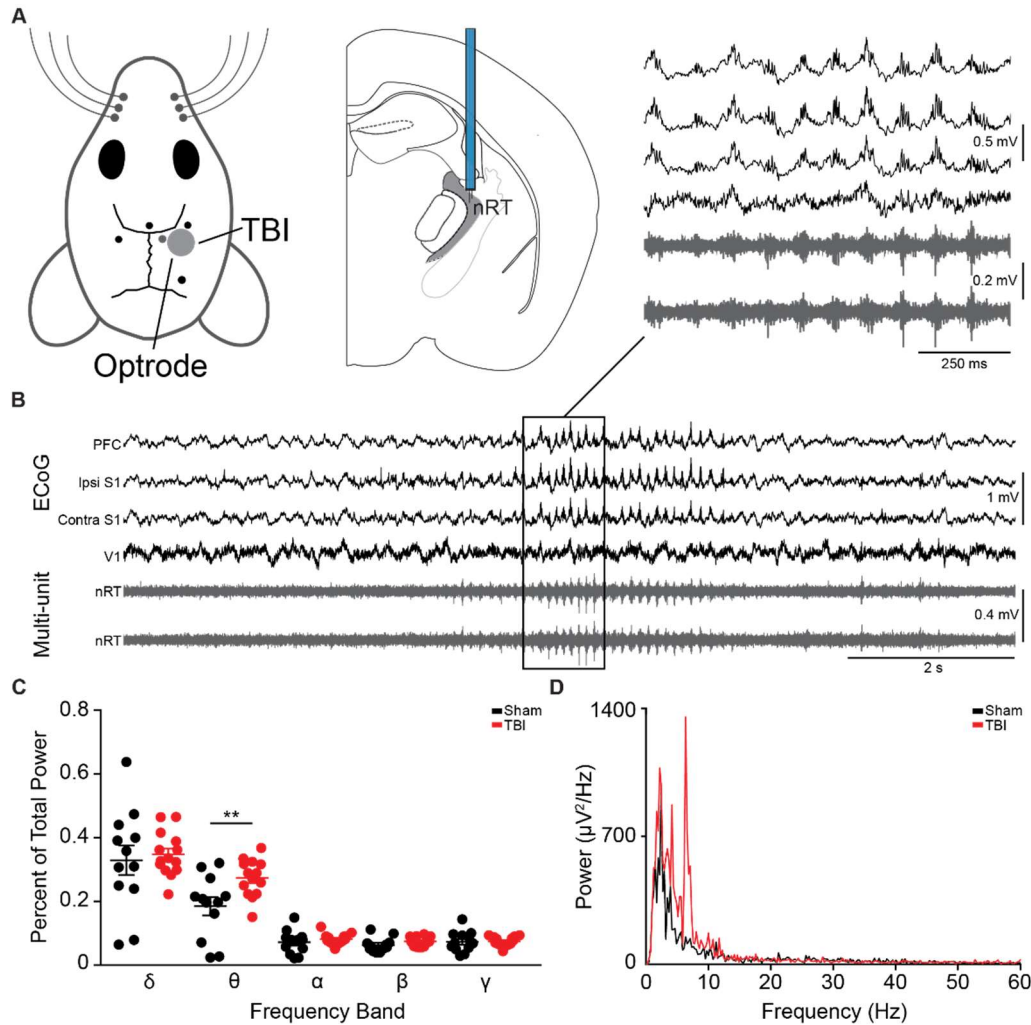 A
TBI
Optrode
nRT
0.5 mV
0.2 mV
250 ms
B
ECoG
PFC
Ipsi S1
Contra S1
V1
1 mV
Multi-unit
nRT
nRT
0.4 mV
2 s
C
Percent of Total Power
0.8
0.6
0.4
0.2
0
**
Sham
TBI
δ θ α β γ
Frequency Band
D
Power (µV²/Hz)
1400
700
0
Sham
TBI
0 10 20 30 40 50 60
Frequency (Hz)